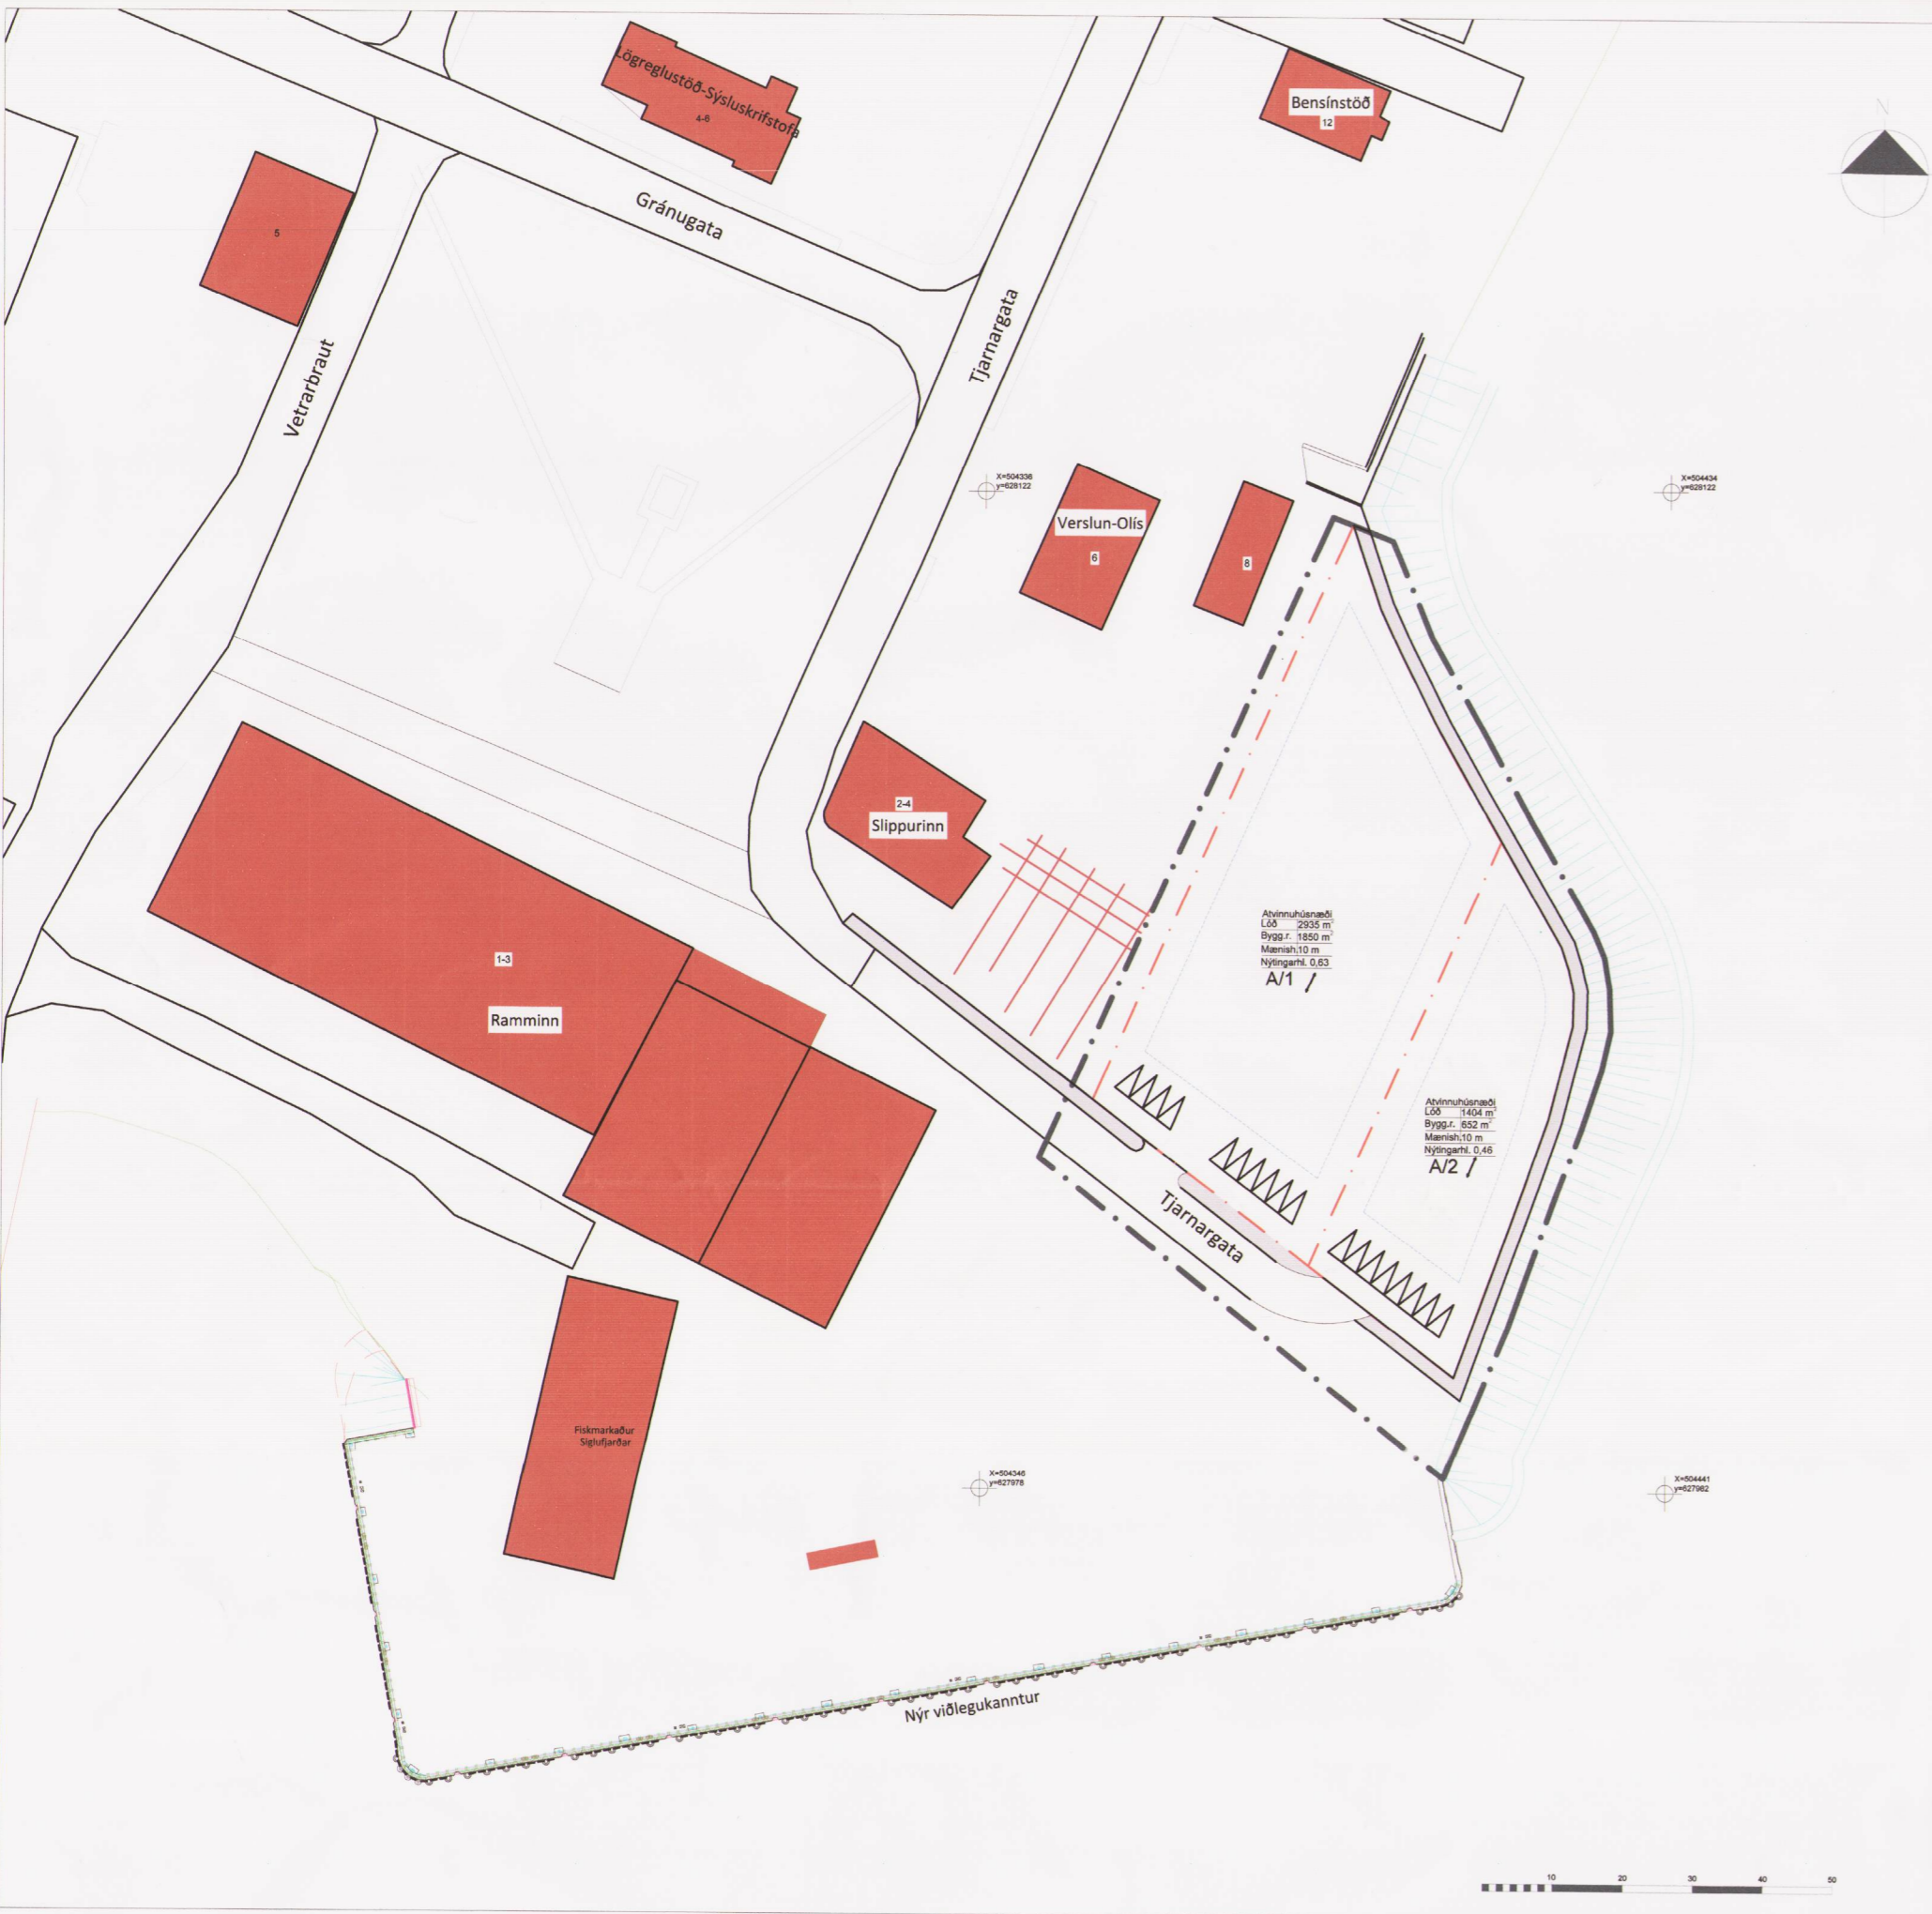 Lögreglustöð-Sýsluskrifstofa
4-6
Bensínstöð
12
N
5
Gránugata
Vetrarbraut
Tjarnargata
X=504336
y=628122
X=504434
y=628122
Verslun-Olís
6
8
2-4
Slippurinn
1-3
Ramminn
Atvinnuhúsnæði
Lóð 2935 m²
Bygg.r. 1850 m²
Mænish. 10 m
Nýtingarhl. 0,63
A/1
Atvinnuhúsnæði
Lóð 1404 m²
Bygg.r. 652 m²
Mænish. 10 m
Nýtingarhl. 0,46
A/2
Tjarnargata
Fiskmarkaður
Siglufjarðar
X=504346
y=627978
X=504441
y=627982
Nýr viðlegukanntur
10 20 30 40 50